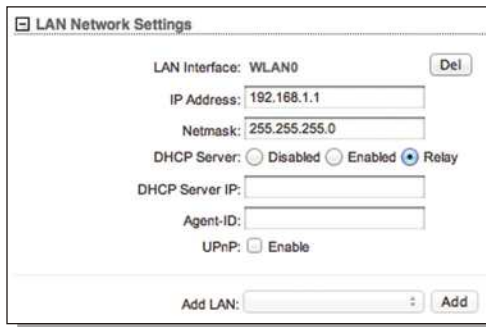 LAN Network Settings
LAN Interface: WLAN0 Del
IP Address: 192.168.1.1
Netmask: 255.255.255.0
DHCP Server: Disabled Enabled Relay
DHCP Server IP:
Agent-ID:
UPnP: Enable
Add LAN: Add